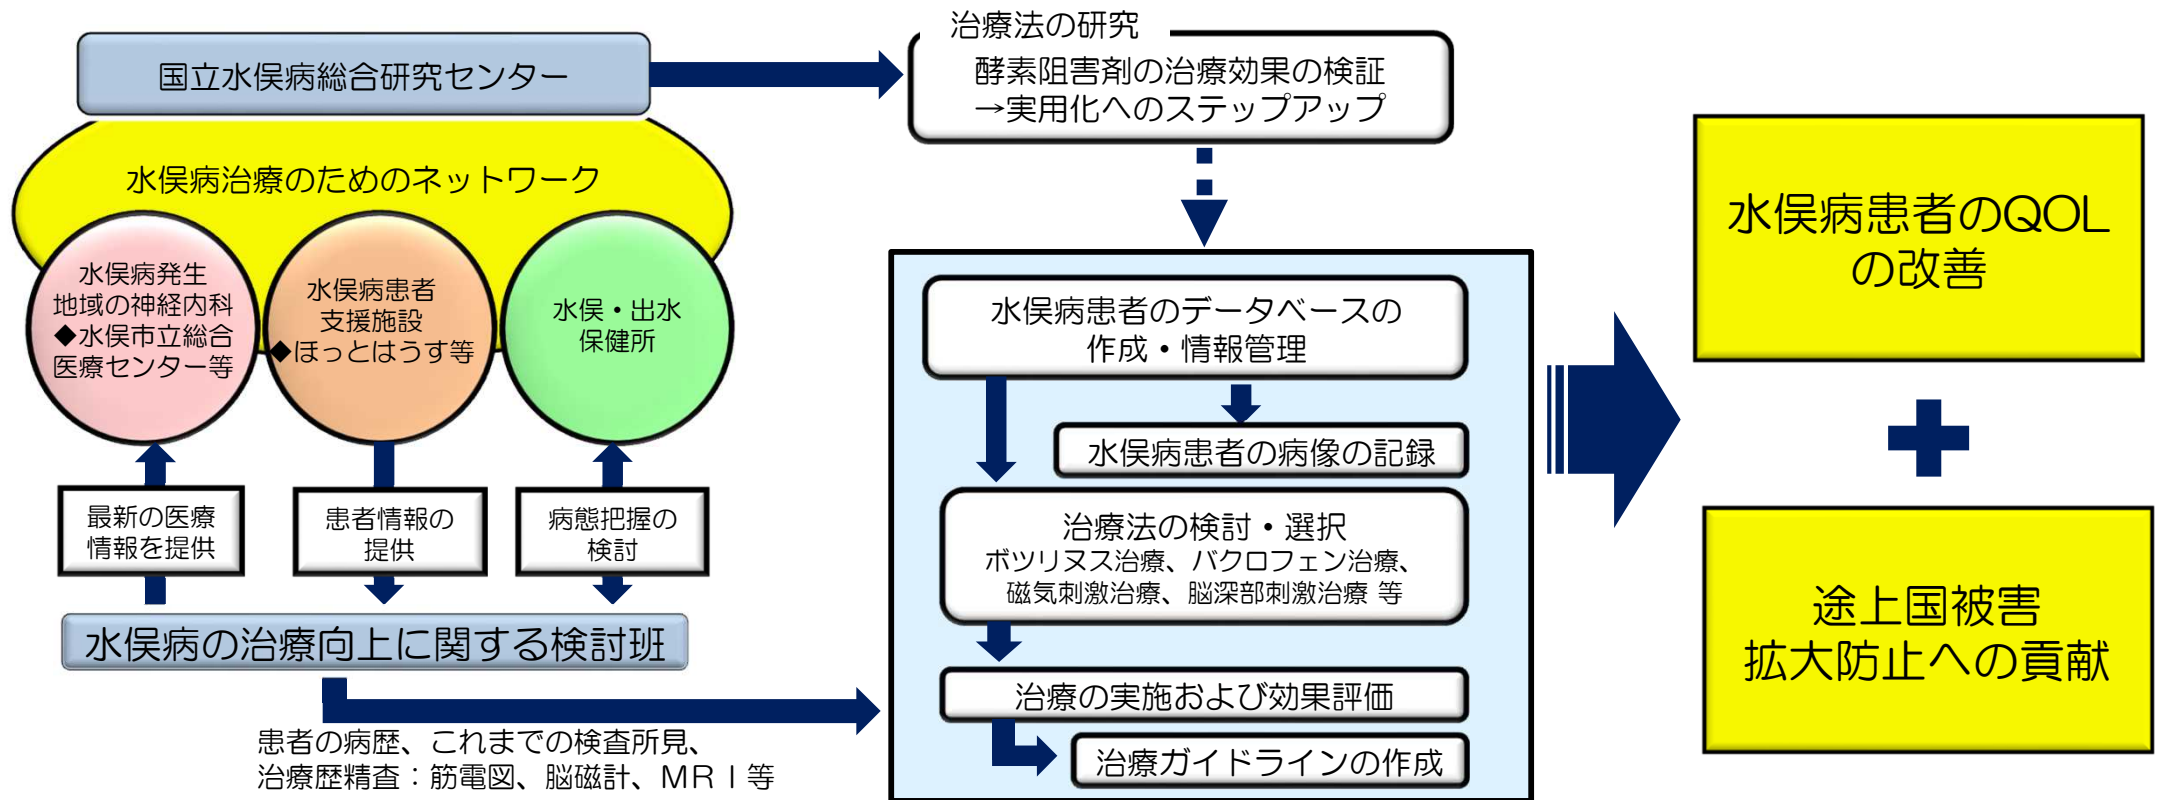 国立水俣病総合研究センター
水俣病治療のためのネットワーク
水俣病発生
地域の神経内科
◆水俣市立総合
医療センター等
水俣病患者
支援施設
◆ほっとはうす等
水俣・出水
保健所
最新の医療
情報を提供
患者情報の
提供
病態把握の
検討
水俣病の治療向上に関する検討班
患者の病歴、これまでの検査所見、
治療歴精査：筋電図、脳磁計、ＭＲＩ等
治療法の研究
酵素阻害剤の治療効果の検証
→実用化へのステップアップ
水俣病患者のデータベースの
作成・情報管理
水俣病患者の病像の記録
治療法の検討・選択
ボツリヌス治療、バクロフェン治療、
磁気刺激治療、脳深部刺激治療 等
治療の実施および効果評価
治療ガイドラインの作成
水俣病患者のQOL
の改善
途上国被害
拡大防止への貢献